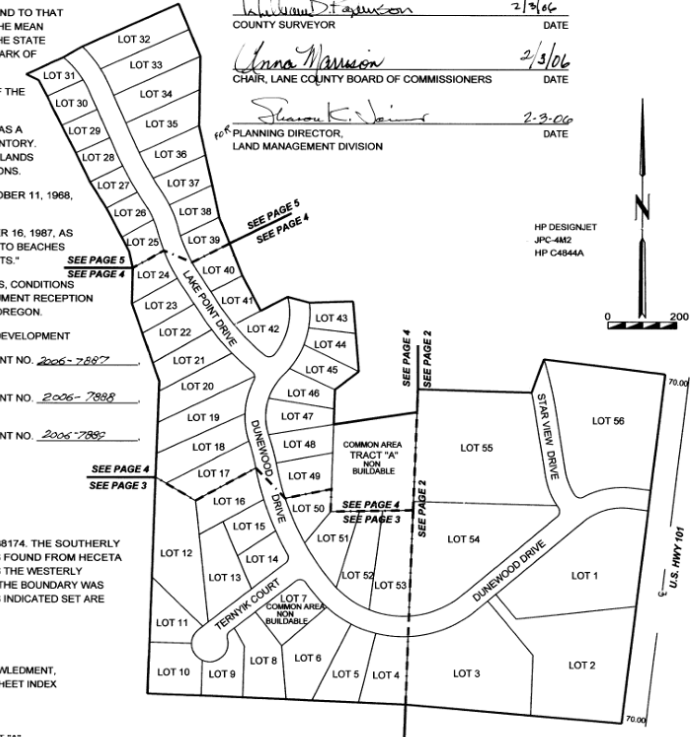 ND TO THAT
HE MEAN
HE STATE
ARK OF
F THE
AS A
NTORY.
LANDS
ONS.
OBER 11, 1968,
ER 16, 1987, AS
TO BEACHES
TS."
S, CONDITIONS
UMENT RECEPTION
OREGON.
DEVELOPMENT
NT NO. 2006-7887
NT NO. 2006-7888
NT NO. 2006-7889
8174. THE SOUTHERLY
S FOUND FROM HECETA
THE WESTERLY
THE BOUNDARY WAS
S INDICATED SET ARE
WLEDMENT,
HEET INDEX
2/3/06
COUNTY SURVEYOR DATE
2/3/06
CHAIR, LANE COUNTY BOARD OF COMMISSIONERS DATE
2-3-06
FOR PLANNING DIRECTOR, DATE
LAND MANAGEMENT DIVISION
N
HP DESIGNJET
JPC-4M2
HP C4844A
0 200
LOT 32
LOT 33
LOT 31
LOT 34
LOT 30
LOT 35
LOT 29
LOT 36
LOT 28
LOT 37
LOT 27
LOT 38
LOT 26
LOT 39
LOT 25
SEE PAGE 5
SEE PAGE 4
SEE PAGE 5
SEE PAGE 4
LOT 24
LOT 40
LOT 23
LOT 41
LAKE POINT DRIVE
LOT 22
LOT 42
LOT 43
LOT 44
LOT 21
LOT 45
LOT 20
LOT 46
LOT 19
LOT 47
LOT 18
LOT 48
LOT 17
LOT 49
DUNEWOOD
DRIVE
SEE PAGE 4
SEE PAGE 3
COMMON AREA
TRACT "A"
NON
BUILDABLE
SEE PAGE 4
SEE PAGE 2
SEE PAGE 4
SEE PAGE 3
SEE PAGE 2
LOT 55
STAR VIEW DRIVE
LOT 56
70.00
LOT 16
LOT 50
LOT 15
LOT 51
LOT 54
LOT 12
LOT 14
LOT 13
LOT 52
LOT 53
DUNEWOOD DRIVE
LOT 1
U.S. HWY 101
TERNYIK COURT
LOT 7
COMMON AREA
NON
BUILDABLE
LOT 11
LOT 10
LOT 9
LOT 8
LOT 6
LOT 5
LOT 4
LOT 3
LOT 2
70.00